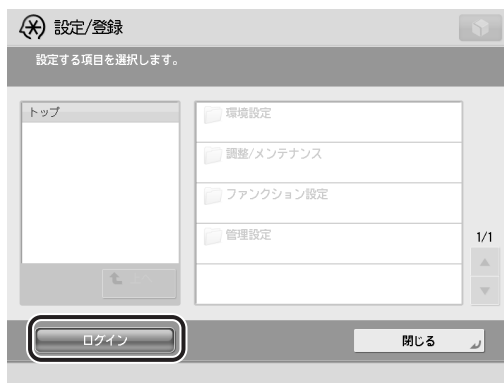 設定/登録
設定する項目を選択します。
トップ
環境設定
調整/メンテナンス
ファンクション設定
管理設定
1/1
上へ
ログイン
閉じる